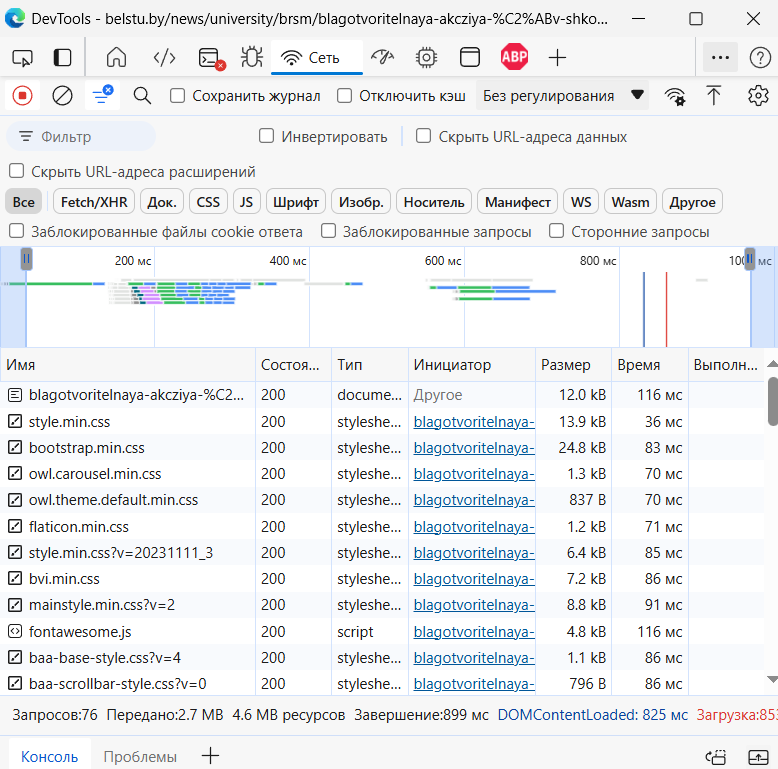 DevTools - belstu.by/news/university/brsm/blagotvoritelnaya-akcziya-%C2%ABv-shko...
Сеть ABP
Сохранить журнал Отключить кэш Без регулирования
Фильтр Инвертировать Скрыть URL-адреса данных
Скрыть URL-адреса расширений
Все Fetch/XHR Док. CSS JS Шрифт Изобр. Носитель Манифест WS Wasm Другое
Заблокированные файлы cookie ответа Заблокированные запросы Сторонние запросы
200 мс 400 мс 600 мс 800 мс мс
Имя Состоя... Тип Инициатор Размер Время Выполн...
blagotvoritelnaya-akcziya-%C2... 200 docume... Другое 12.0 kB 116 мс
style.min.css 200 styleshe... blagotvoritelnaya- 13.9 kB 36 мс
bootstrap.min.css 200 styleshe... blagotvoritelnaya- 24.8 kB 83 мс
owl.carousel.min.css 200 styleshe... blagotvoritelnaya- 1.3 kB 70 мс
owl.theme.default.min.css 200 styleshe... blagotvoritelnaya- 837 B 70 мс
flaticon.min.css 200 styleshe... blagotvoritelnaya- 1.2 kB 71 мс
style.min.css?v=20231111_3 200 styleshe... blagotvoritelnaya- 6.4 kB 85 мс
bvi.min.css 200 styleshe... blagotvoritelnaya- 7.2 kB 86 мс
mainstyle.min.css?v=2 200 styleshe... blagotvoritelnaya- 8.8 kB 91 мс
fontawesome.js 200 script blagotvoritelnaya- 4.8 kB 116 мс
baa-base-style.css?v=4 200 styleshe... blagotvoritelnaya- 1.1 kB 86 мс
baa-scrollbar-style.css?v=0 200 styleshe... blagotvoritelnaya- 796 B 86 мс
Запросов:76 Передано:2.7 MB 4.6 MB ресурсов Завершение:899 мс DOMContentLoaded: 825 мс Загрузка:853
Консоль Проблемы